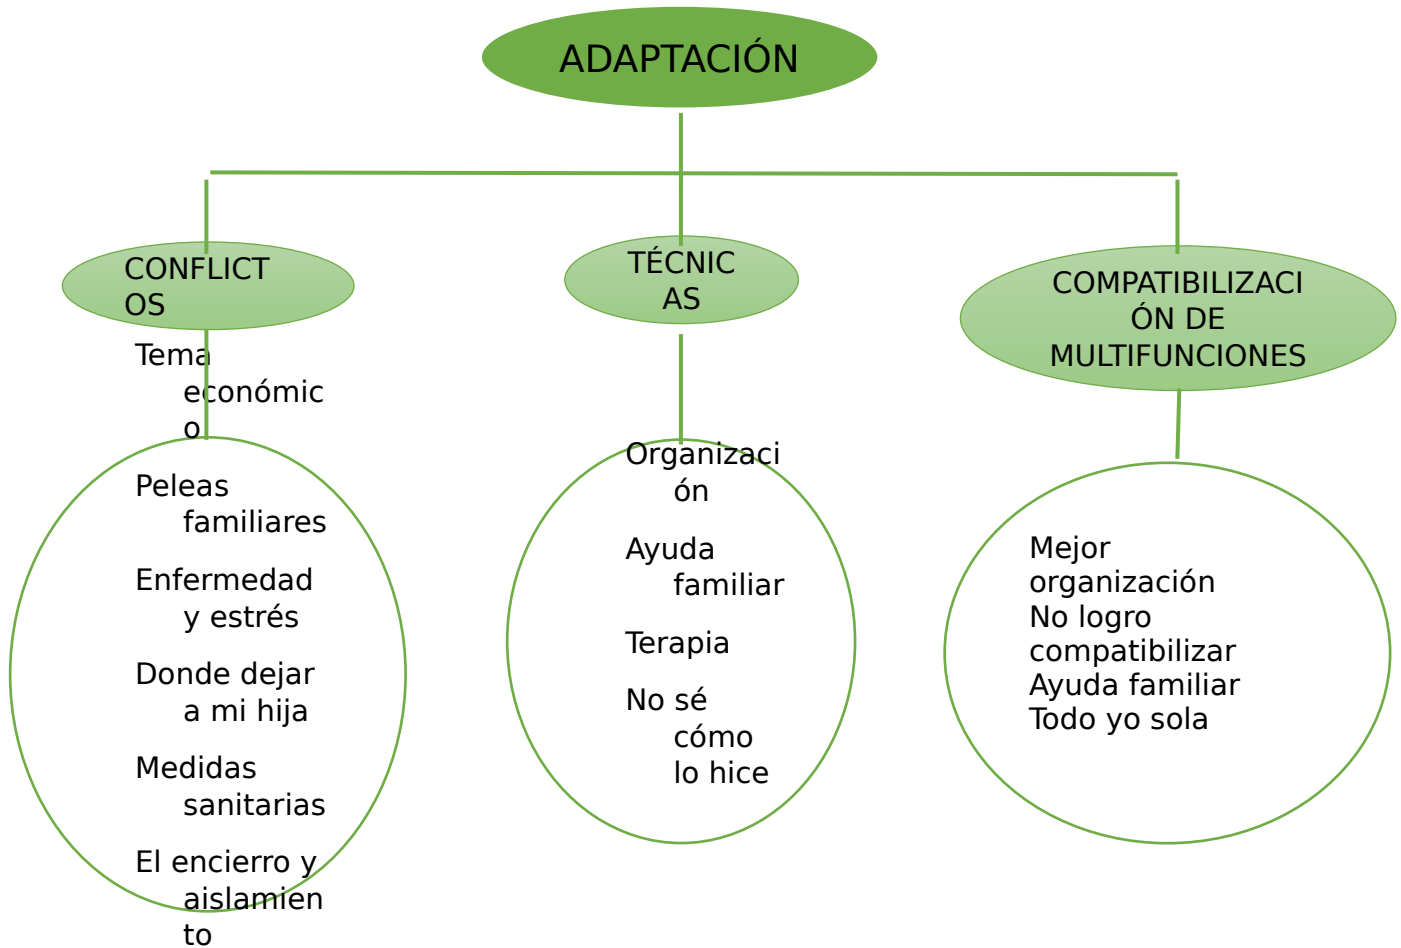 ADAPTACIÓN
CONFLICT
OS
TÉCNIC
AS
COMPATIBILIZACI
ÓN DE
MULTIFUNCIONES
Tema
económic
o
Peleas
familiares
Enfermedad
y estrés
Donde dejar
a mi hija
Medidas
sanitarias
El encierro y
aislamien
to
Organizaci
ón
Ayuda
familiar
Terapia
No sé
cómo
lo hice
Mejor
organización
No logro
compatibilizar
Ayuda familiar
Todo yo sola